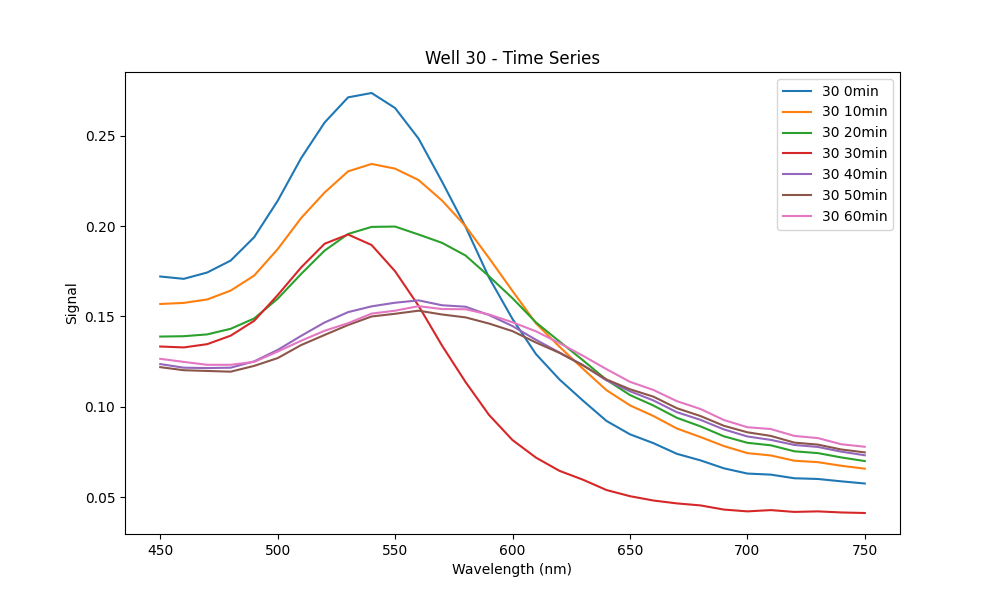 Well 30 - Time Series
30 0min
30 10min
30 20min
30 30min
30 40min
30 50min
30 60min
Signal
0.25
0.20
0.15
0.10
0.05
450 500 550 600 650 700 750
Wavelength (nm)